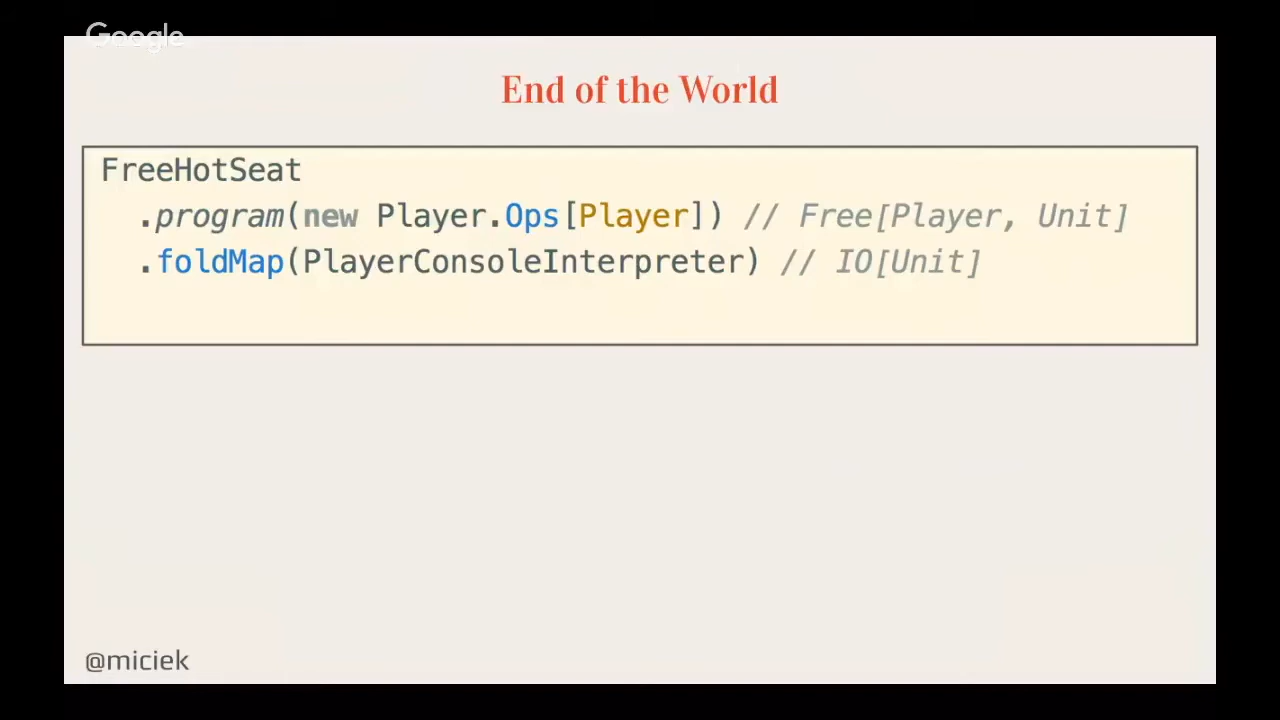 Google
End of the World
FreeHotSeat
.program(new Player.Ops[Player]) // Free[Player, Unit]
.foldMap(PlayerConsoleInterpreter) // IO[Unit]
@miciek